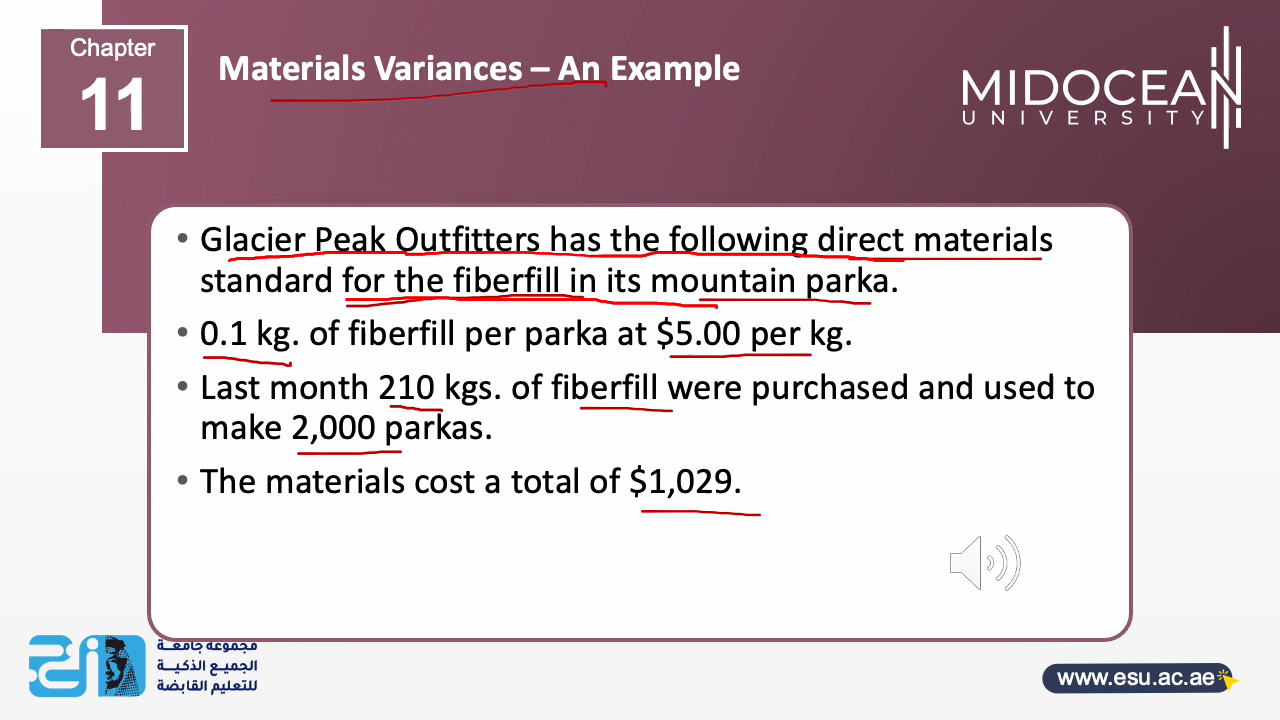 Chapter
11
Materials Variances – An Example
MIDOCEAN
UNIVERSITY
• Glacier Peak Outfitters has the following direct materials
standard for the fiberfill in its mountain parka.
• 0.1 kg. of fiberfill per parka at $5.00 per kg.
• Last month 210 kgs. of fiberfill were purchased and used to
make 2,000 parkas.
• The materials cost a total of $1,029.
مجموعة جامعة
الجميع الذكية
للتعليم القابضة
www.esu.ac.ae